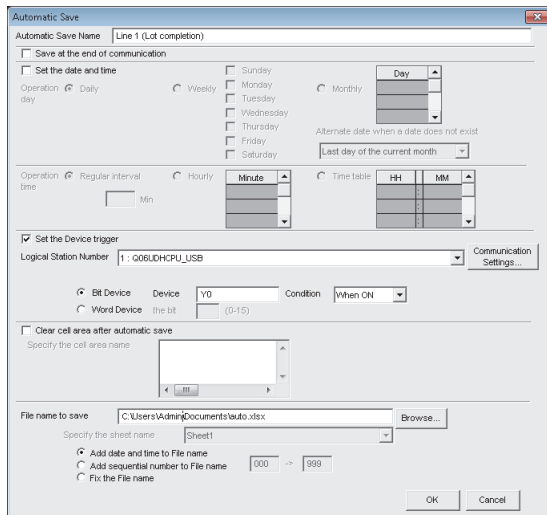 Automatic Save
Automatic Save Name Line 1 (Lot completion)
Save at the end of communication
Set the date and time
Operation day Daily Weekly Sunday Monday Tuesday Wednesday Thursday Friday Saturday Monthly Day
Alternate date when a date does not exist
Last day of the current month
Operation time Regular interval Min Hourly Minute Time table HH : MM
:
:
:
Set the Device trigger
Logical Station Number 1 : Q06UDHCPU_USB Communication Settings...
Bit Device Device Y0 Condition When ON
Word Device the bit (0-15)
Clear cell area after automatic save
Specify the cell area name
File name to save C:\Users\Admin\Documents\auto.xlsx Browse...
Specify the sheet name Sheet1
Add date and time to File name
Add sequential number to File name 000 -> 999
Fix the File name
OK Cancel